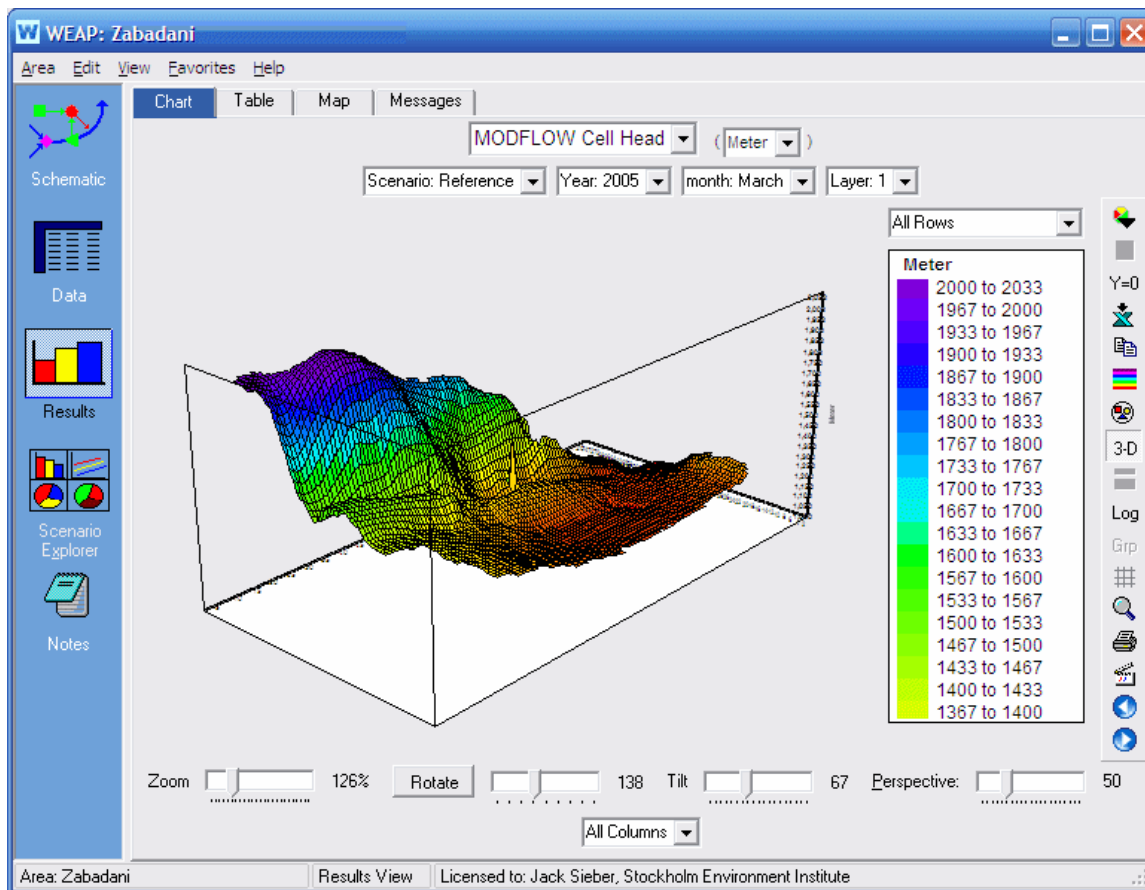 WEAP: Zabadani
Area Edit View Favorites Help
Chart Table Map Messages
MODFLOW Cell Head ( Meter )
Scenario: Reference Year: 2005 month: March Layer: 1
Schematic
Data
Results
Scenario
Explorer
Notes
All Rows
Meter
2000 to 2033
1967 to 2000
1933 to 1967
1900 to 1933
1867 to 1900
1833 to 1867
1800 to 1833
1767 to 1800
1733 to 1767
1700 to 1733
1667 to 1700
1633 to 1667
1600 to 1633
1567 to 1600
1533 to 1567
1500 to 1533
1467 to 1500
1433 to 1467
1400 to 1433
1367 to 1400
Meter
Y=0
3-D
Log
Grp
Zoom 126% Rotate 138 Tilt 67 Perspective: 50
All Columns
Area: Zabadani Results View Licensed to: Jack Sieber, Stockholm Environment Institute